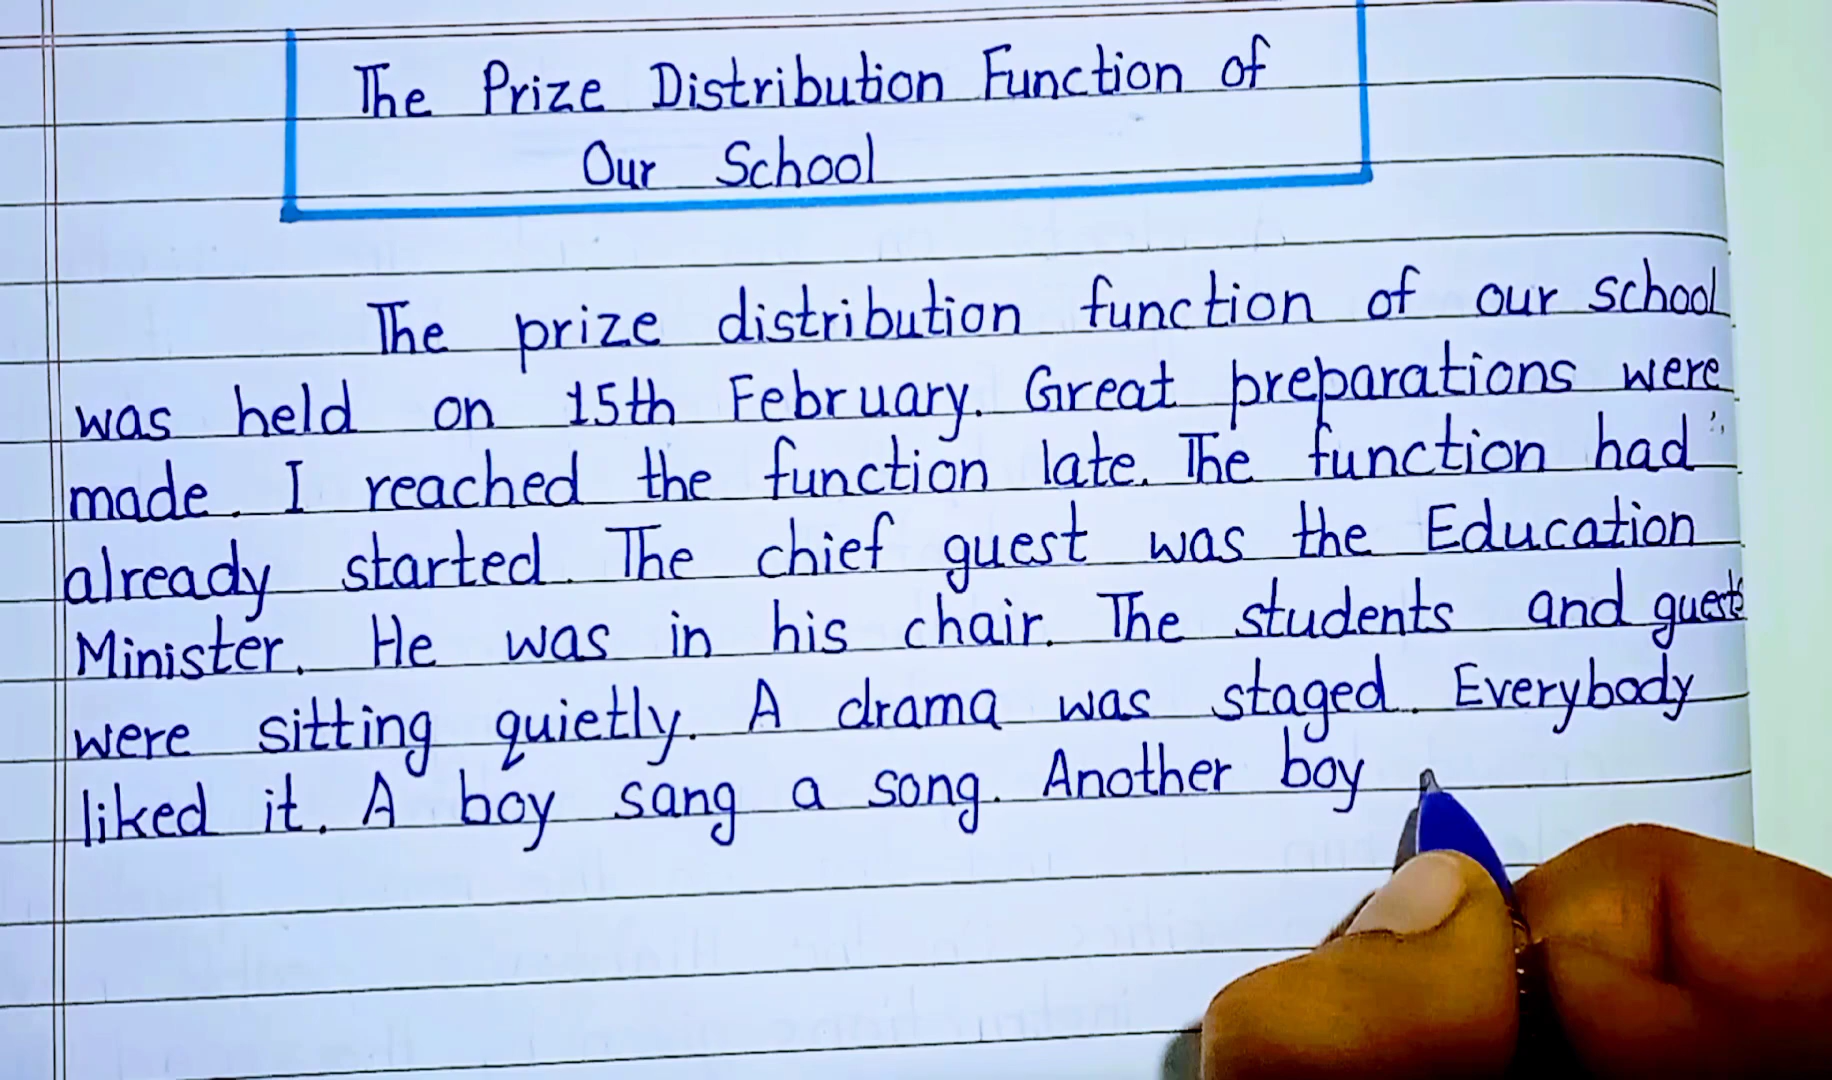 The Prize Distribution Function of
Our School
The prize distribution function of our school
was held on 15th February. Great preparations were
made. I reached the function late. The function had
already started. The chief guest was the Education
Minister. He was in his chair. The students and guests
were sitting quietly. A drama was staged. Everybody
liked it. A boy sang a song. Another boy